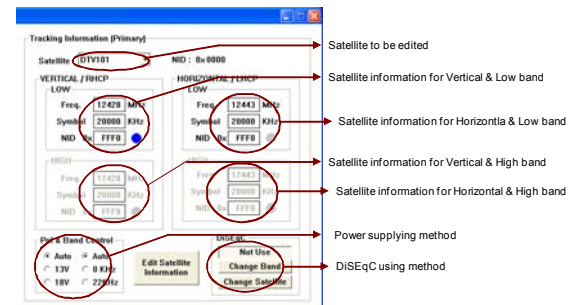 Tracking Information [Primary]
Satellite DTV101 NID : 0x0000
Satellite to be edited
VERTICAL / RHCP HORIZONTAL / LHCP
Satellite information for Vertical & Low band
LOW LOW
Freq. 12428 MHz Freq. 12443 MHz
Symbol 20000 KHz Symbol 20000 KHz
Satellite information for Horizontla & Low band
NID 0x FFF0 NID 0x FFF0
HIGH HIGH
Satellite information for Vertical & High band
Freq. 12428 MHz Freq. 12443 MHz
Symbol 20000 KHz Symbol 20000 KHz
Satellite information for Horizontal & High band
NID 0x FFF0 NID 0x FFF0
Pol & Band Control DiSEqC
Power supplying method
Auto Auto Not Use
13V 0 KHz Edit Satellite Information Change Band
DiSEqC using method
18V 22KHz Change Satellite